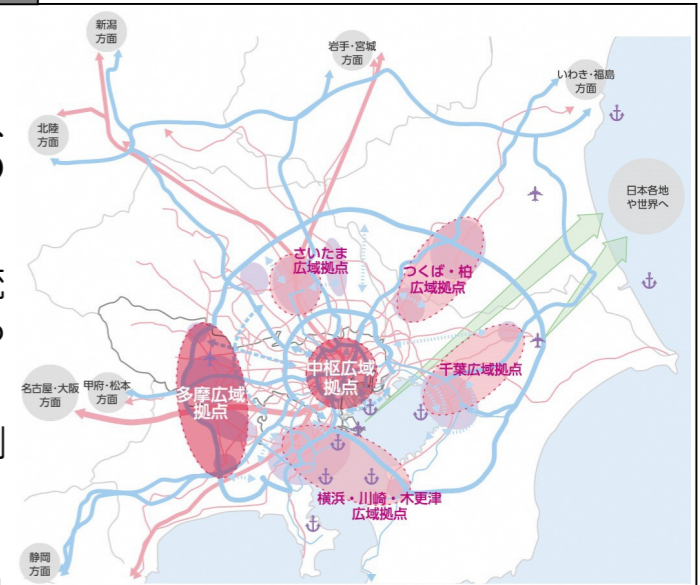 新潟
方面
岩手・宮城
方面
いわき・福島
方面
北陸
方面
日本各地
や世界へ
さいたま
広域拠点
つくば・柏
広域拠点
中枢広域
拠点
千葉広域拠点
名古屋・大阪
方面
甲府・松本
方面
多摩広域
拠点
横浜・川崎・木更津
広域拠点
静岡
方面